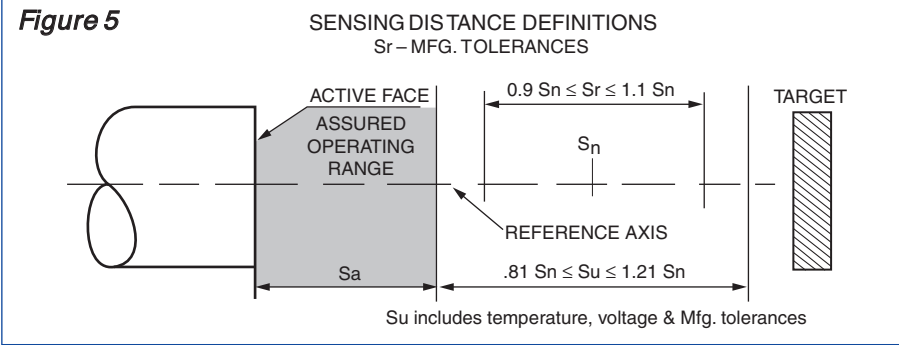 Figure 5
SENSING DISTANCE DEFINITIONS
Sr – MFG. TOLERANCES
0.9 Sn ≤ Sr ≤ 1.1 Sn
ACTIVE FACE
TARGET
ASSURED
OPERATING
RANGE
Sn
REFERENCE AXIS
Sa
.81 Sn ≤ Su ≤ 1.21 Sn
Su includes temperature, voltage & Mfg. tolerances